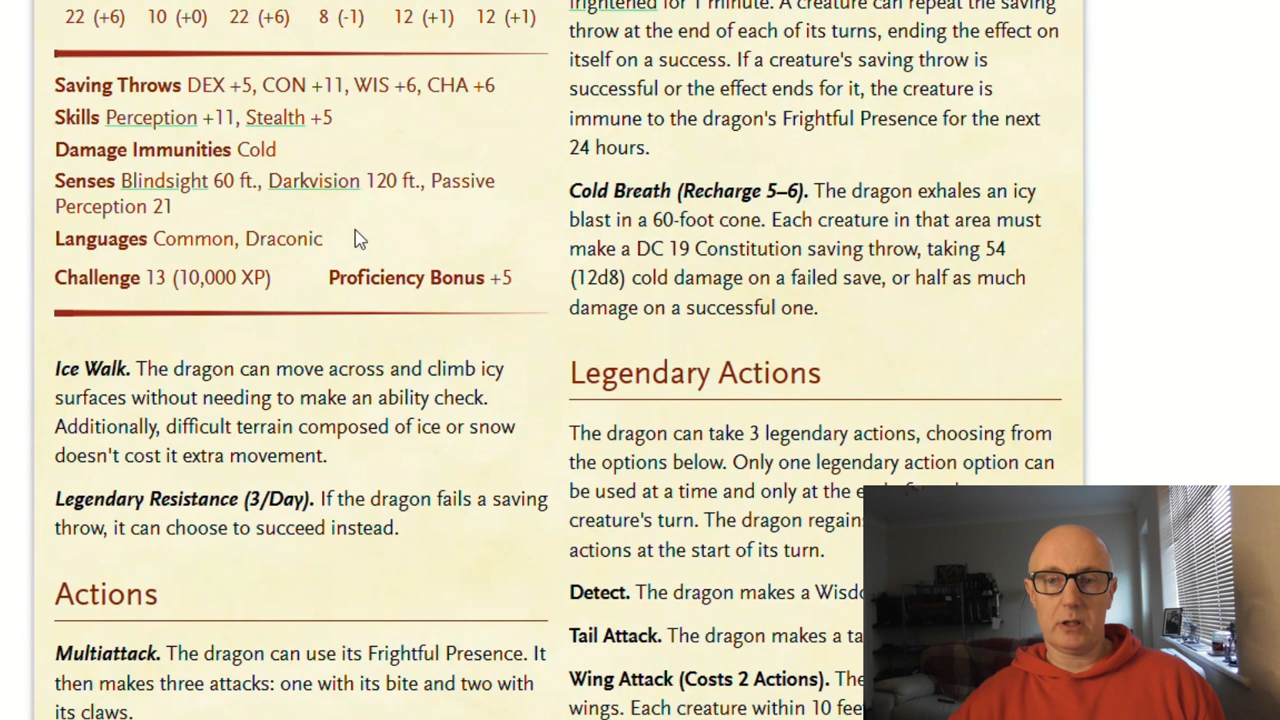 22 (+6) 10 (+0) 22 (+6) 8 (-1) 12 (+1) 12 (+1)
Saving Throws DEX +5, CON +11, WIS +6, CHA +6
Skills Perception +11, Stealth +5
Damage Immunities Cold
Senses Blindsight 60 ft., Darkvision 120 ft., Passive
Perception 21
Languages Common, Draconic
Challenge 13 (10,000 XP) Proficiency Bonus +5
Ice Walk. The dragon can move across and climb icy
surfaces without needing to make an ability check.
Additionally, difficult terrain composed of ice or snow
doesn't cost it extra movement.
Legendary Resistance (3/Day). If the dragon fails a saving
throw, it can choose to succeed instead.
Actions
Multiattack. The dragon can use its Frightful Presence. It
then makes three attacks: one with its bite and two with
its claws.
frightened for 1 minute. A creature can repeat the saving
throw at the end of each of its turns, ending the effect on
itself on a success. If a creature's saving throw is
successful or the effect ends for it, the creature is
immune to the dragon's Frightful Presence for the next
24 hours.
Cold Breath (Recharge 5–6). The dragon exhales an icy
blast in a 60-foot cone. Each creature in that area must
make a DC 19 Constitution saving throw, taking 54
(12d8) cold damage on a failed save, or half as much
damage on a successful one.
Legendary Actions
The dragon can take 3 legendary actions, choosing from
the options below. Only one legendary action option can
be used at a time and only at the
creature's turn. The dragon regains
actions at the start of its turn.
Detect. The dragon makes a
Tail Attack. The dragon makes a
Wing Attack (Costs 2 Actions). The
wings. Each creature within 10